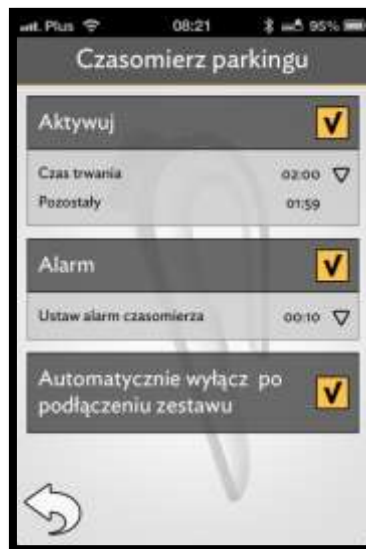 Plus 08:21 95%
Czasomierz parkingu
Aktywuj
Czas trwania 02:00
Pozostały 01:59
Alarm
Ustaw alarm czasomierza 00:10
Automatycznie wyłącz po
podłączeniu zestawu